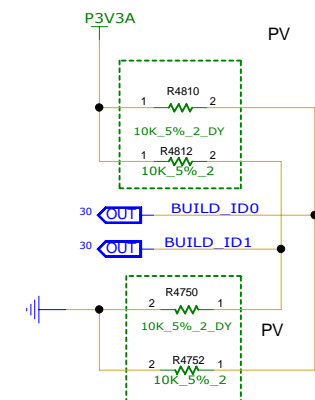 P3V3A
PV
R4810
1 2
10K_5%_2_DY
R4812
1 2
10K_5%_2
30 OUT BUILD_ID0
30 OUT BUILD_ID1
R4750
2 1
10K_5%_2_DY
PV
R4752
2 1
10K_5%_2